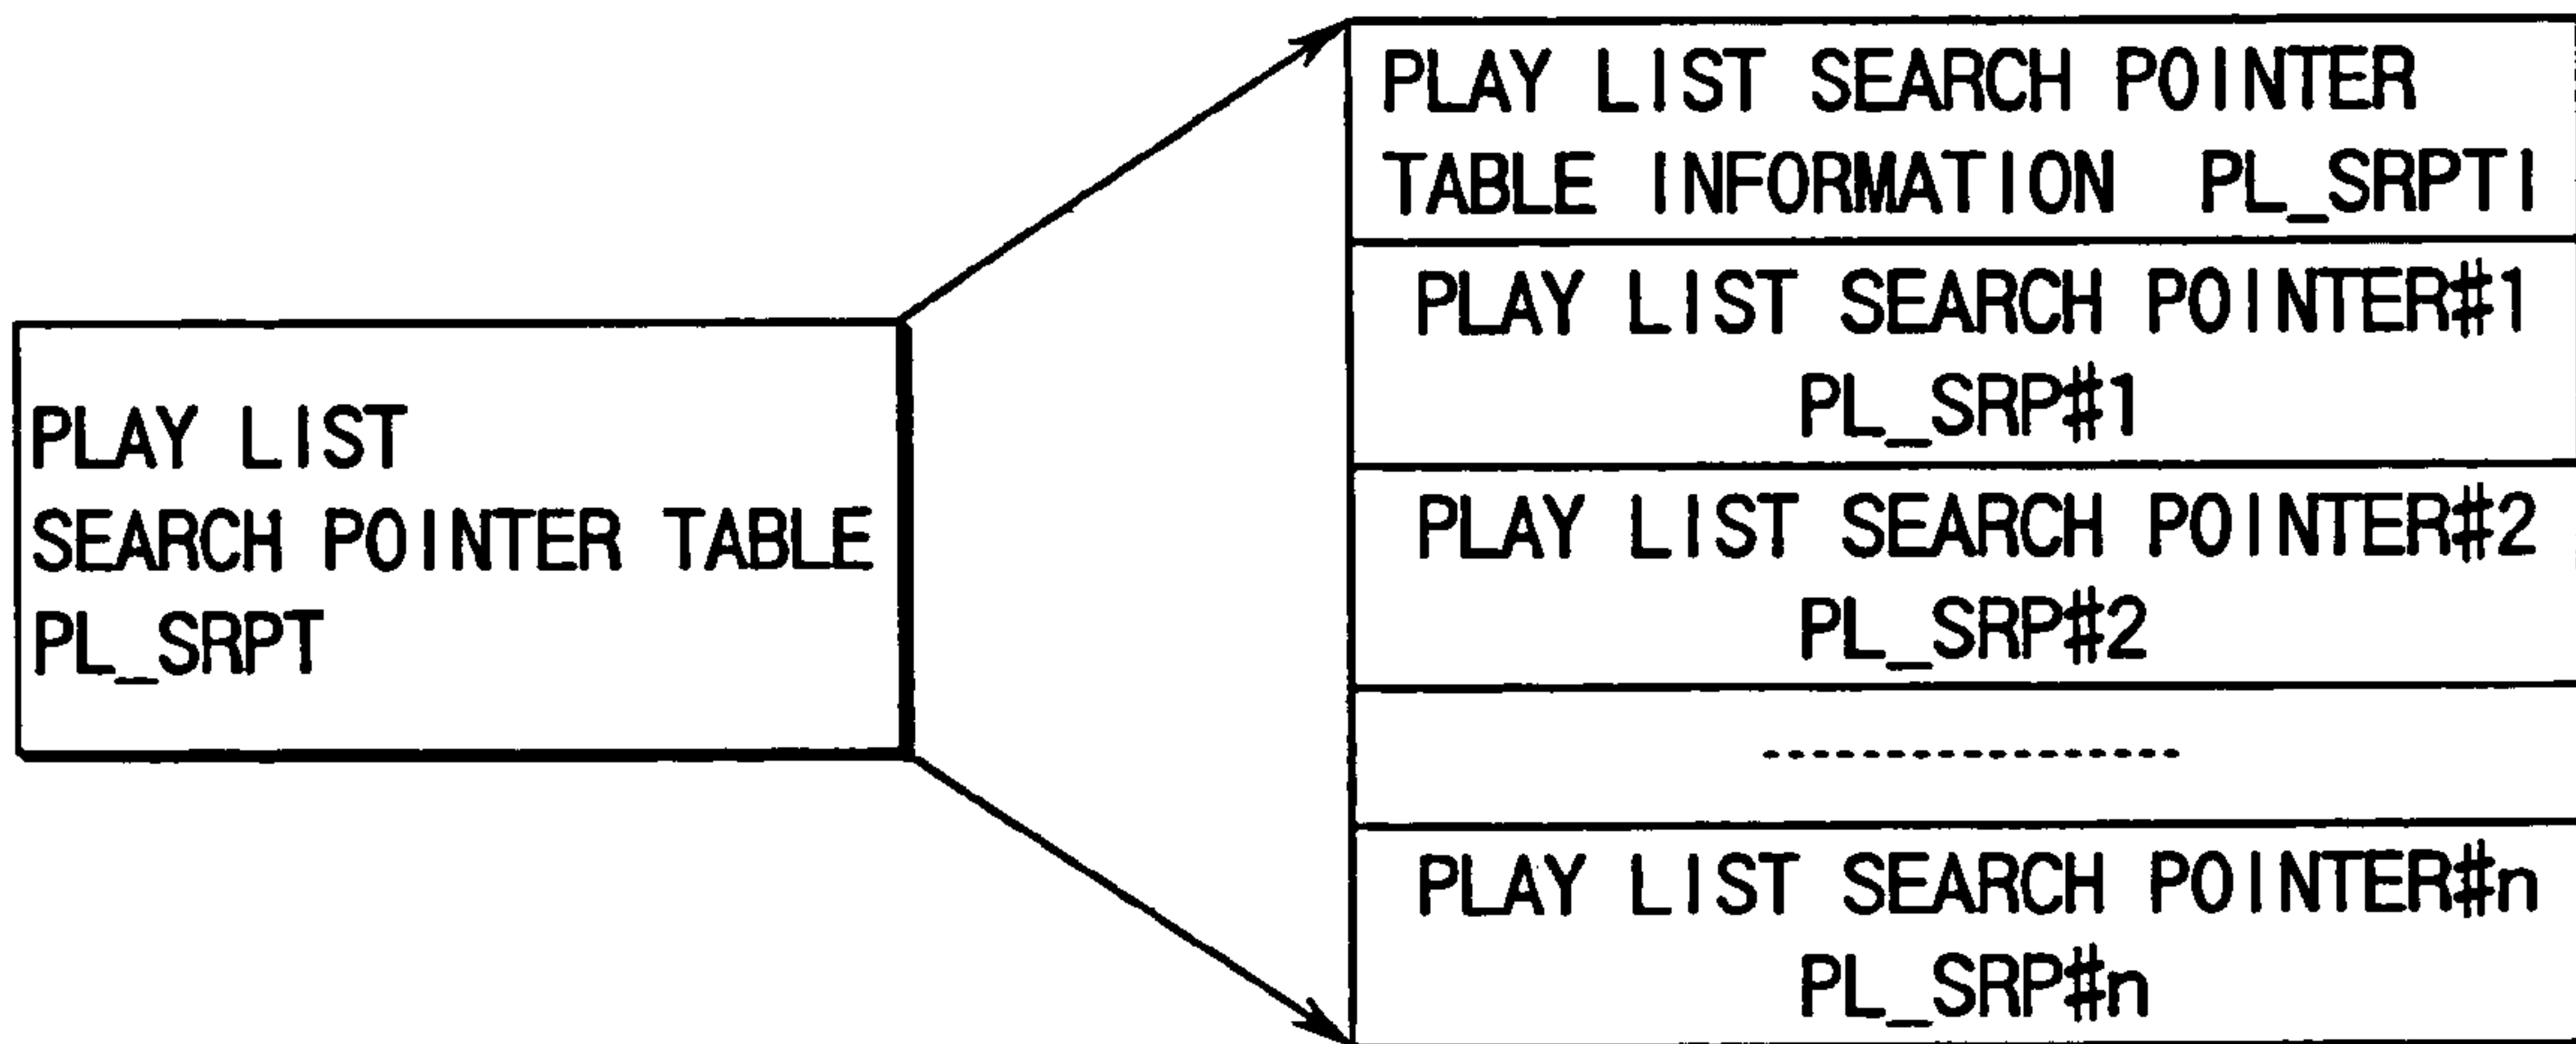 PLAY LIST
SEARCH POINTER TABLE
PL_SRPT
PLAY LIST SEARCH POINTER
TABLE INFORMATION PL_SRPTI
PLAY LIST SEARCH POINTER#1
PL_SRP#1
PLAY LIST SEARCH POINTER#2
PL_SRP#2
-----------------
PLAY LIST SEARCH POINTER#n
PL_SRP#n